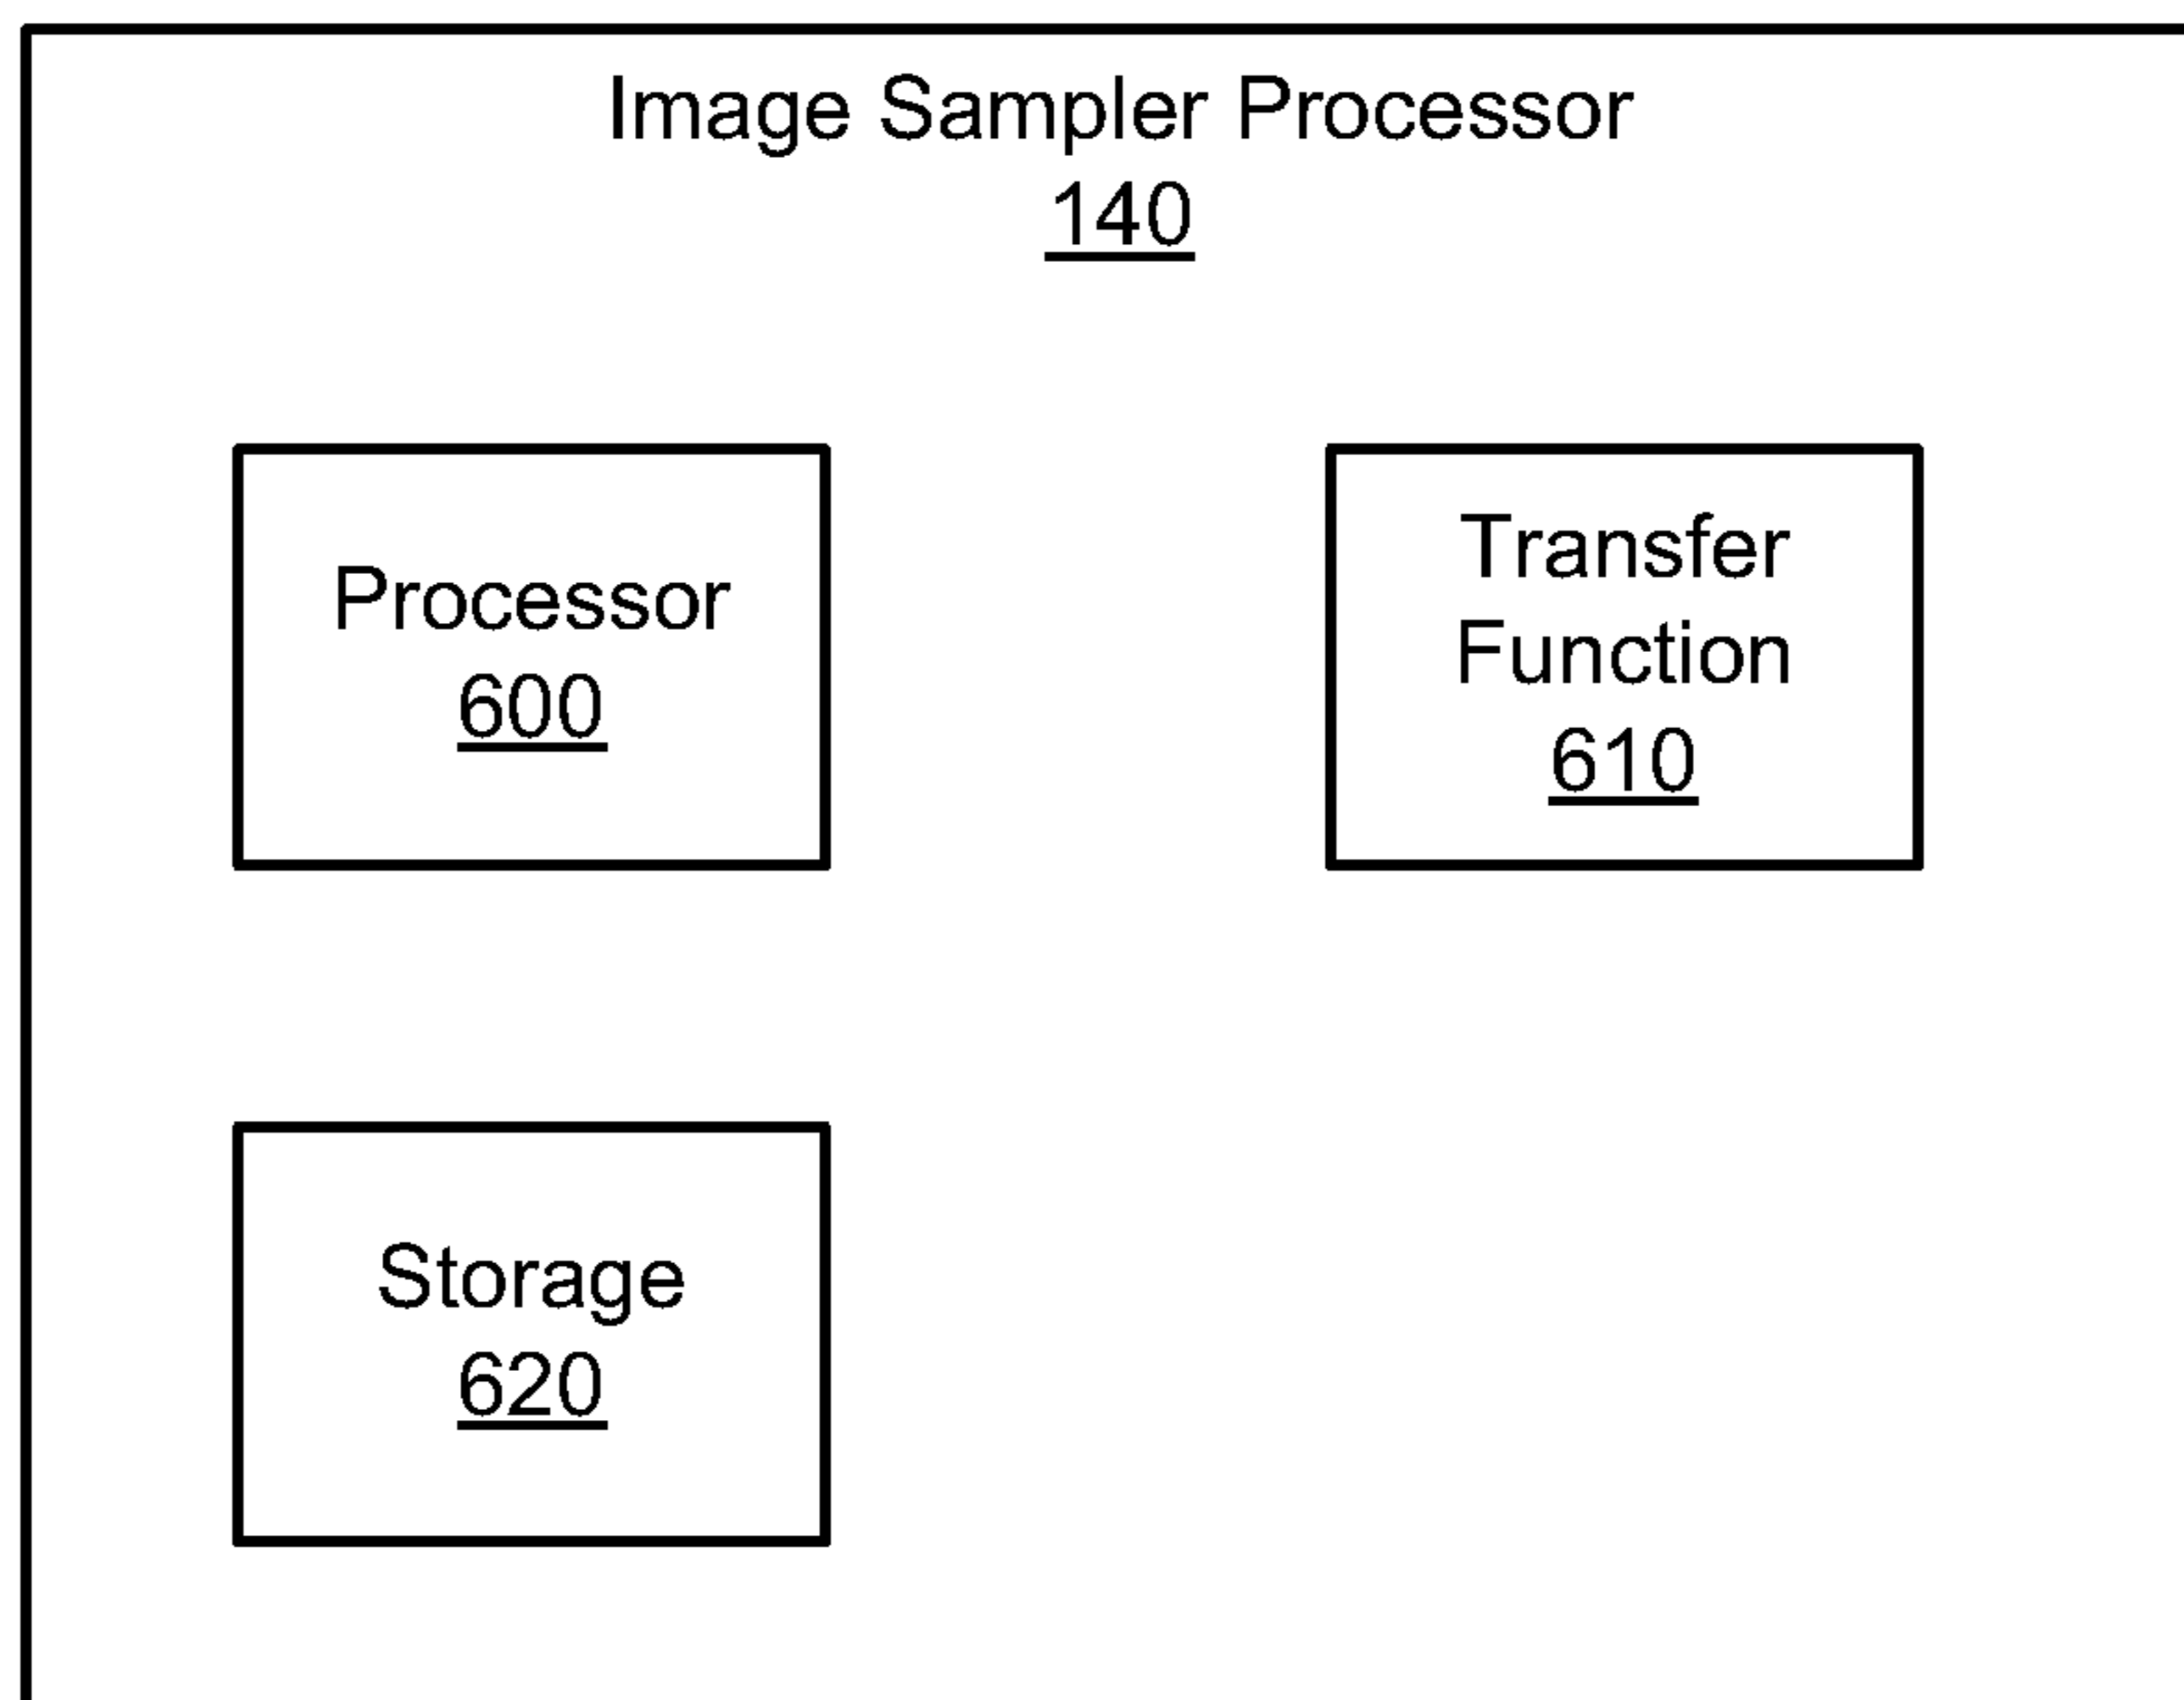 Image Sampler Processor
140
Processor
600
Transfer
Function
610
Storage
620